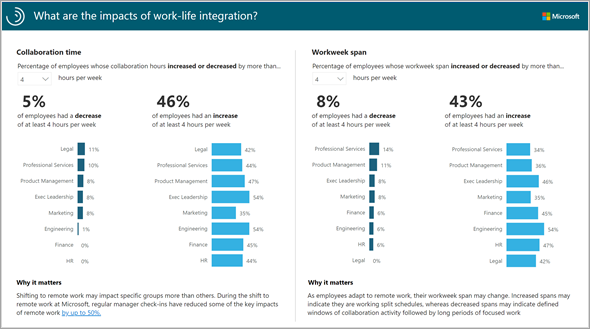 What are the impacts of work-life integration?
Microsoft
Collaboration time
Percentage of employees whose collaboration hours increased or decreased by more than...
4 hours per week
5%
of employees had a decrease
of at least 4 hours per week
46%
of employees had an increase
of at least 4 hours per week
Legal 11%
Professional Services 10%
Product Management 8%
Exec Leadership 8%
Marketing 8%
Engineering 1%
Finance 0%
HR 0%
Legal 42%
Professional Services 44%
Product Management 47%
Exec Leadership 54%
Marketing 35%
Engineering 54%
Finance 45%
HR 44%
Why it matters
Shifting to remote work may impact specific groups more than others. During the shift to
remote work at Microsoft, regular manager check-ins have reduced some of the key impacts
of remote work by up to 50%.
Workweek span
Percentage of employees whose workweek span increased or decreased by more than...
4 hours per week
8%
of employees had a decrease
of at least 4 hours per week
43%
of employees had an increase
of at least 4 hours per week
Professional Services 14%
Product Management 11%
Exec Leadership 8%
Marketing 8%
Finance 6%
Engineering 6%
HR 6%
Legal 0%
Professional Services 34%
Product Management 36%
Exec Leadership 46%
Marketing 35%
Finance 45%
Engineering 54%
HR 47%
Legal 42%
Why it matters
As employees adapt to remote work, their workweek span may change. Increased spans may
indicate they are working split schedules, whereas decreased spans may indicate defined
windows of collaboration activity followed by long periods of focused work